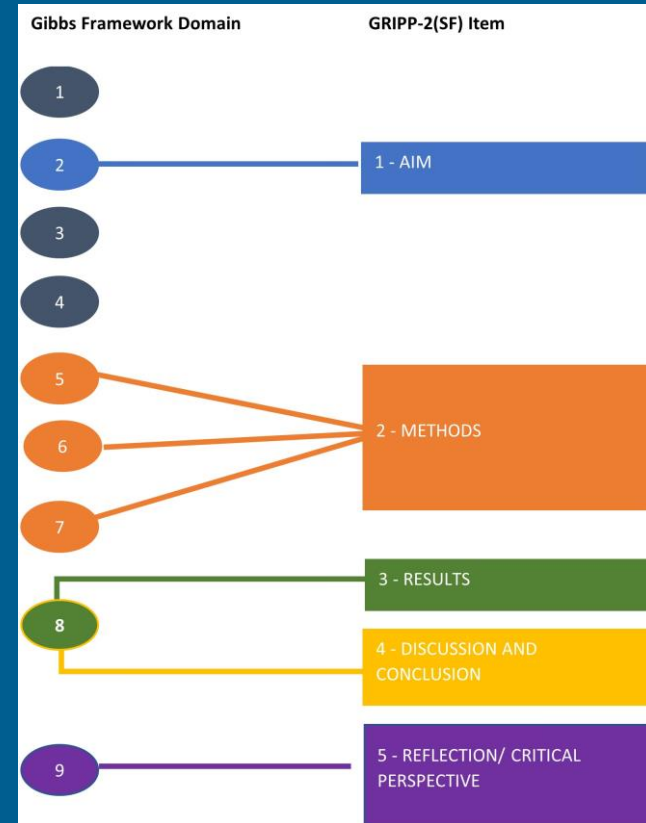 Gibbs Framework Domain GRIPP-2(SF) Item
1
2 1 - AIM
3
4
5
6 2 - METHODS
7
3 - RESULTS
8
4 - DISCUSSION AND
CONCLUSION
9 5 - REFLECTION/ CRITICAL
PERSPECTIVE